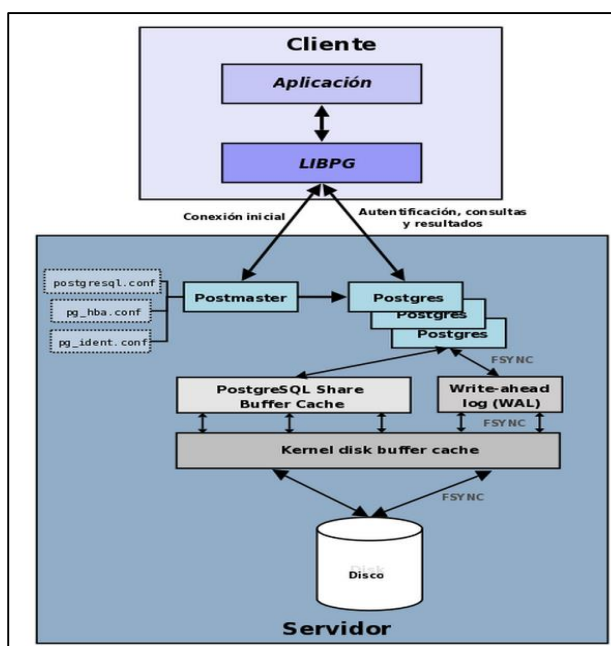 Cliente
Aplicación
LIBPG
Conexión inicial
Autentificación, consultas
y resultados
postgresql.conf
pg_hba.conf
pg_ident.conf
Postmaster
Postgres
Postgres
Postgres
FSYNC
PostgreSQL Share
Buffer Cache
Write-ahead
log (WAL)
FSYNC
Kernel disk buffer cache
FSYNC
Disk
Disco
Servidor